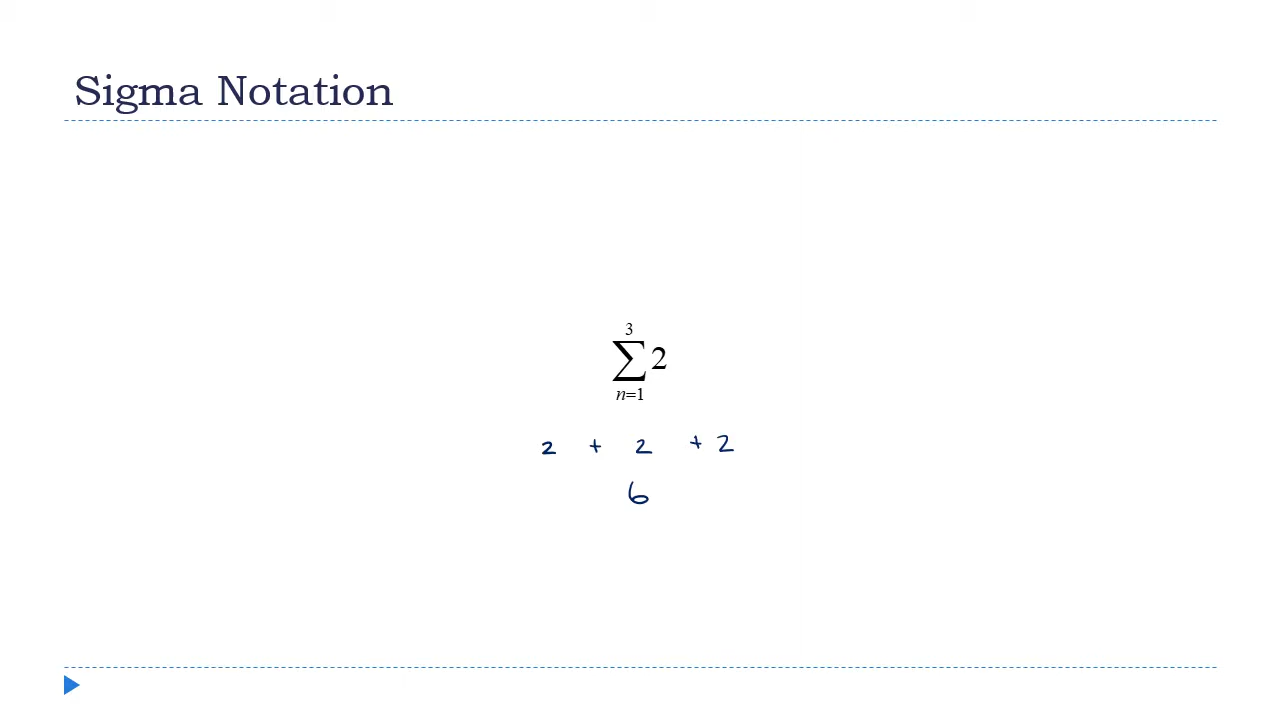 Sigma Notation
3
∑ 2
n=1
2 + 2 + 2
6